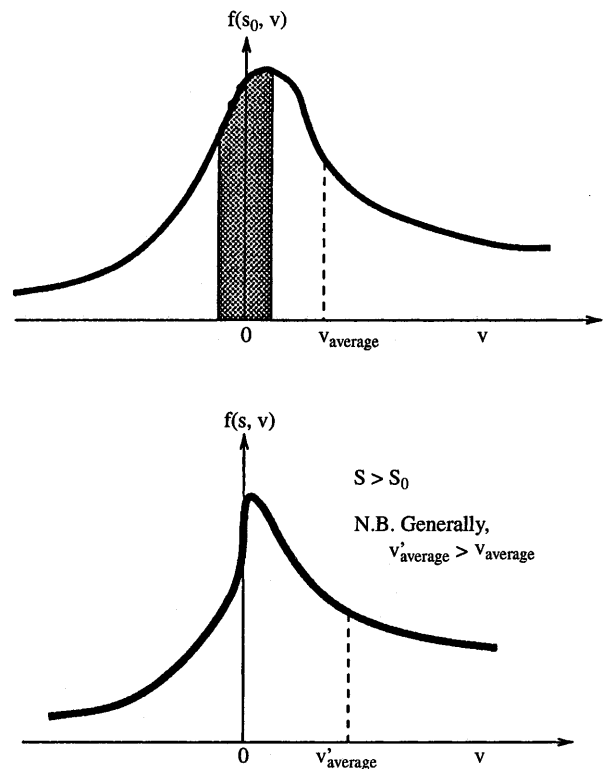 f(s₀, v)
0
v_average
v
f(s, v)
S > S₀
N.B. Generally,
v'_average > v_average
0
v'_average
v